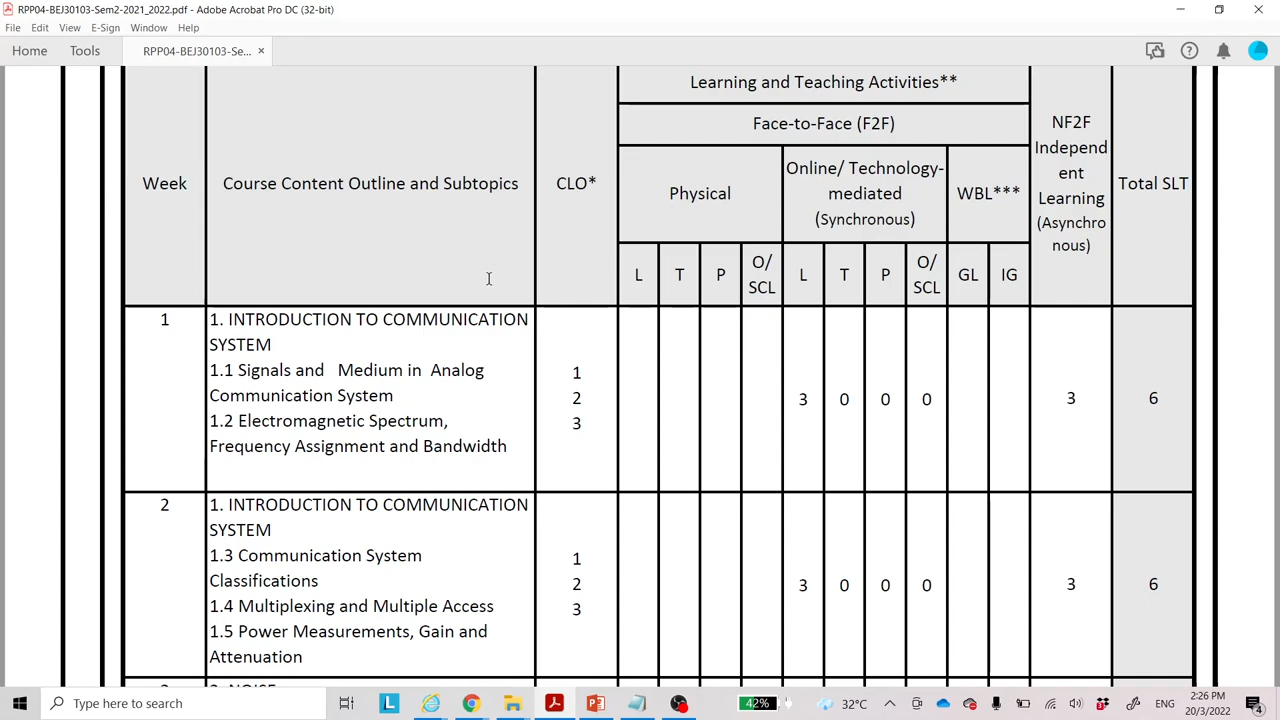 RPP04-BEJ30103-Sem2-2021_2022.pdf - Adobe Acrobat Pro DC (32-bit)
File Edit View E-Sign Window Help
Home Tools RPP04-BEJ30103-Se... ×
Learning and Teaching Activities**
Face-to-Face (F2F)
NF2F
Independ
ent
Learning
(Asynchro
nous)
Week Course Content Outline and Subtopics CLO*
Physical
Online/ Technology-
mediated
(Synchronous)
WBL***
Total SLT
L T P O/
SCL
L T P O/
SCL
GL IG
1
1. INTRODUCTION TO COMMUNICATION
SYSTEM
1.1 Signals and Medium in Analog
Communication System
1.2 Electromagnetic Spectrum,
Frequency Assignment and Bandwidth
1
2
3
3 0 0 0 3 6
2
1. INTRODUCTION TO COMMUNICATION
SYSTEM
1.3 Communication System
Classifications
1.4 Multiplexing and Multiple Access
1.5 Power Measurements, Gain and
Attenuation
1
2
3
3 0 0 0 3 6
Type here to search
L
42%
32°C
ENG
2:26 PM
20/3/2022
4